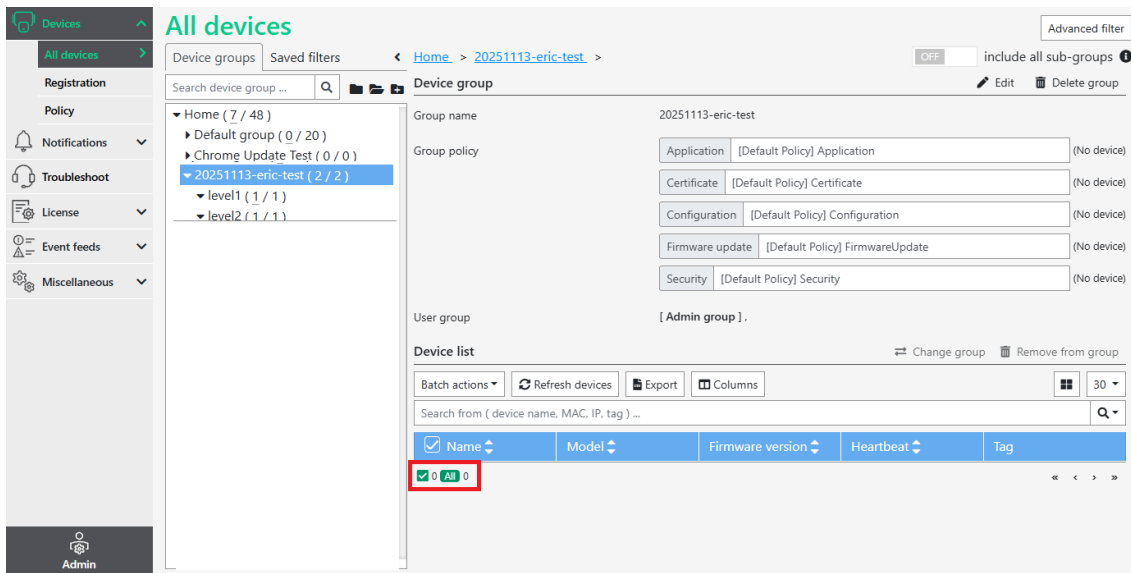 Devices
All devices
Registration
Policy
Notifications
Troubleshoot
License
Event feeds
Miscellaneous
Admin
All devices
Advanced filter
Device groups
Saved filters
Home > 20251113-eric-test >
OFF
include all sub-groups
Search device group ...
Device group
Edit
Delete group
Home ( 7 / 48 )
Default group ( 0 / 20 )
Chrome Update Test ( 0 / 0 )
20251113-eric-test ( 2 / 2 )
level1 ( 1 / 1 )
level2 ( 1 / 1 )
Group name
20251113-eric-test
Group policy
Application [Default Policy] Application (No device)
Certificate [Default Policy] Certificate (No device)
Configuration [Default Policy] Configuration (No device)
Firmware update [Default Policy] FirmwareUpdate (No device)
Security [Default Policy] Security (No device)
User group
[ Admin group ] ,
Device list
Change group
Remove from group
Batch actions
Refresh devices
Export
Columns
30
Search from ( device name, MAC, IP, tag ) ...
Name
Model
Firmware version
Heartbeat
Tag
0 All 0
« ‹ › »